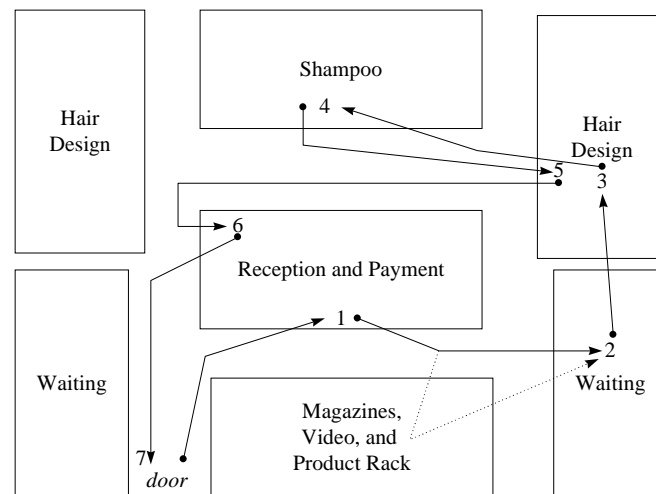 Shampoo
4
Hair
Design
Hair
Design
5
3
6
Reception and Payment
1
2
Waiting
Waiting
Magazines,
Video, and
Product Rack
7
door